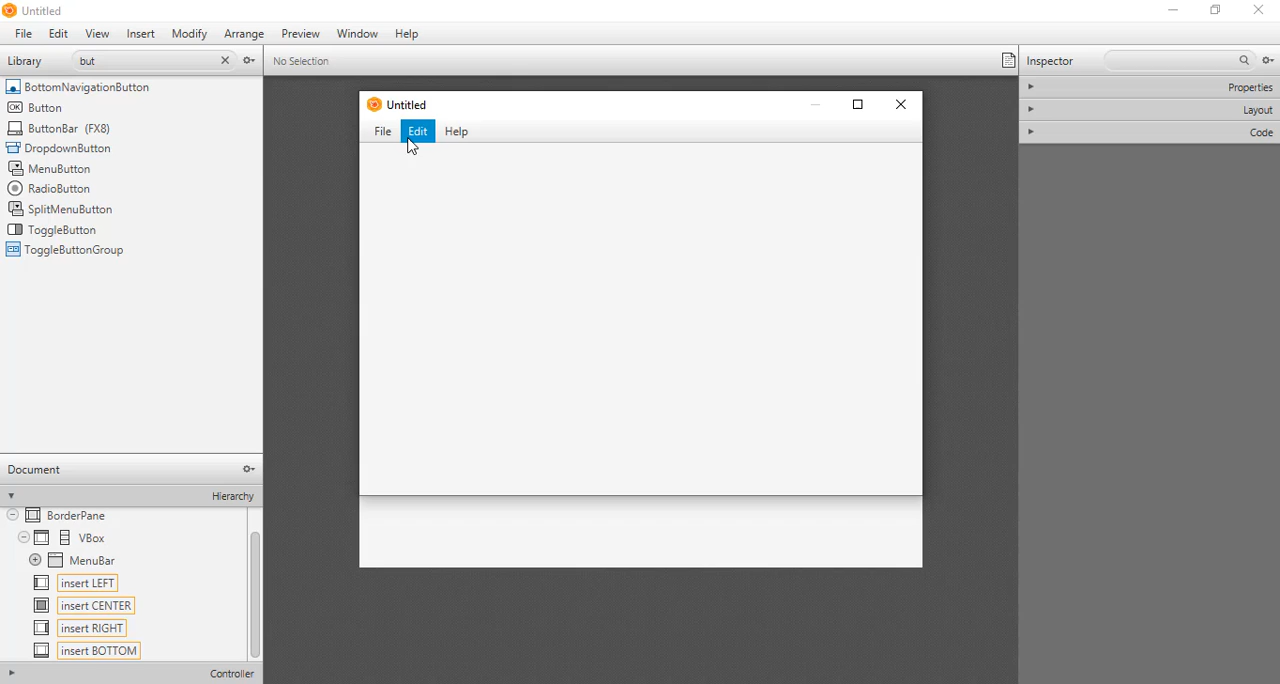 Untitled
File Edit View Insert Modify Arrange Preview Window Help
Library but
No Selection
Inspector
BottomNavigationButton
Button
ButtonBar (FX8)
DropdownButton
MenuButton
RadioButton
SplitMenuButton
ToggleButton
ToggleButtonGroup
Untitled
File Edit Help
Properties
Layout
Code
Document
Hierarchy
BorderPane
VBox
MenuBar
insert LEFT
insert CENTER
insert RIGHT
insert BOTTOM
Controller